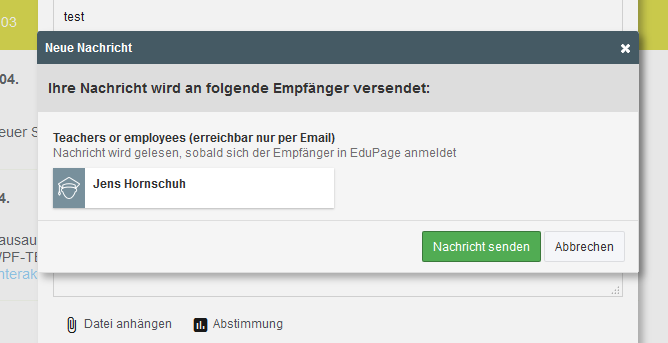 03
test
Neue Nachricht
04.
Ihre Nachricht wird an folgende Empfänger versendet:
euer S
Teachers or employees (erreichbar nur per Email)
Nachricht wird gelesen, sobald sich der Empfänger in EduPage anmeldet
Jens Hornschuh
4.
ausau
/PF-TE
nterak
Nachricht senden
Abbrechen
Datei anhängen
Abstimmung